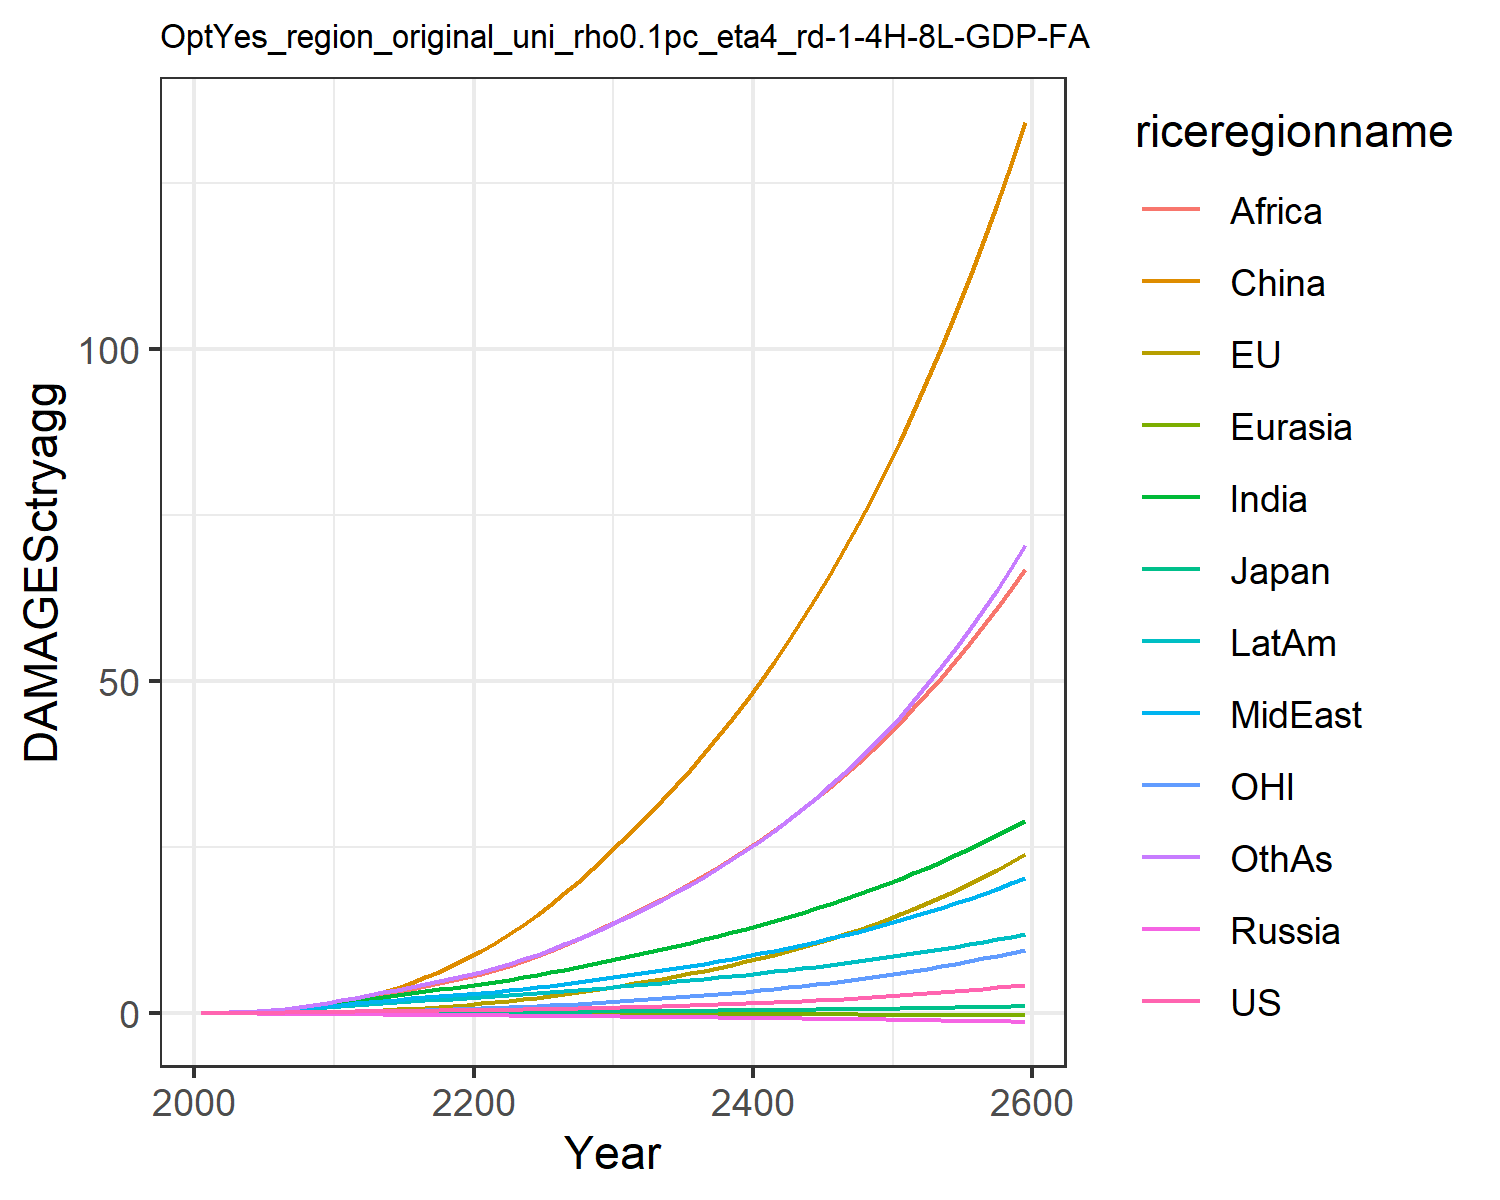 OptYes_region_original_uni_rho0.1pc_eta4_rd-1-4H-8L-GDP-FA
DAMAGESctryagg
100
50
0
2000
2200
2400
2600
Year
riceregionname
Africa
China
EU
Eurasia
India
Japan
LatAm
MidEast
OHI
OthAs
Russia
US